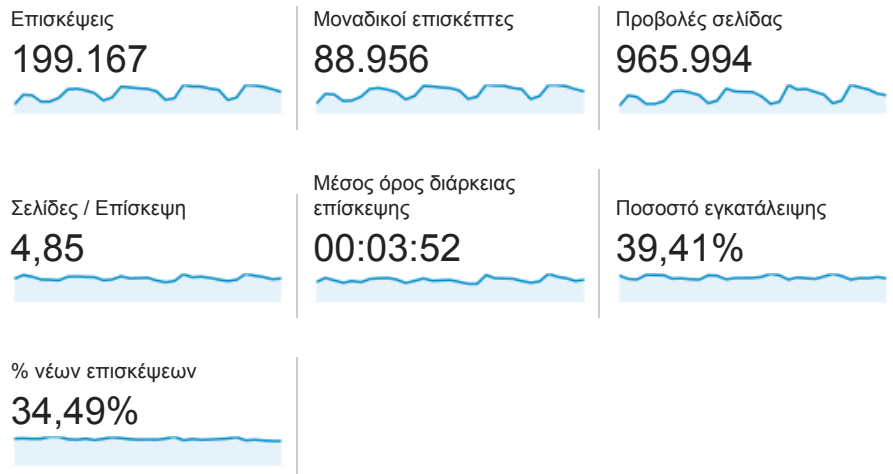 Επισκέψεις
199.167
Μοναδικοί επισκέπτες
88.956
Προβολές σελίδας
965.994
Σελίδες / Επίσκεψη
4,85
Μέσος όρος διάρκειας
επίσκεψης
00:03:52
Ποσοστό εγκατάλειψης
39,41%
% νέων επισκέψεων
34,49%